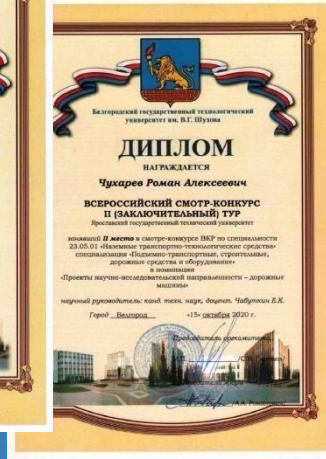 Белгородский государственный технологический
университет им. В.Г. Шухова
ДИПЛОМ
НАГРАЖДАЕТСЯ
Чухарев Роман Алексеевич
ВСЕРОССИЙСКИЙ СМОТР-КОНКУРС
II (ЗАКЛЮЧИТЕЛЬНЫЙ) ТУР
Ярославский государственный технический университет
занявший II место в смотре-конкурсе ВКР по специальности
23.05.01 «Наземные транспортно-технологические средства»
специализация «Подъемно-транспортные, строительные,
дорожные средства и оборудование»
в номинации
«Проекты научно-исследовательской направленности – дорожные
машины»
научный руководитель: канд. техн. наук, доцент. Чабуткин Е.К.
Город Белгород «15» октября 2020 г.
Председатель оргкомитета